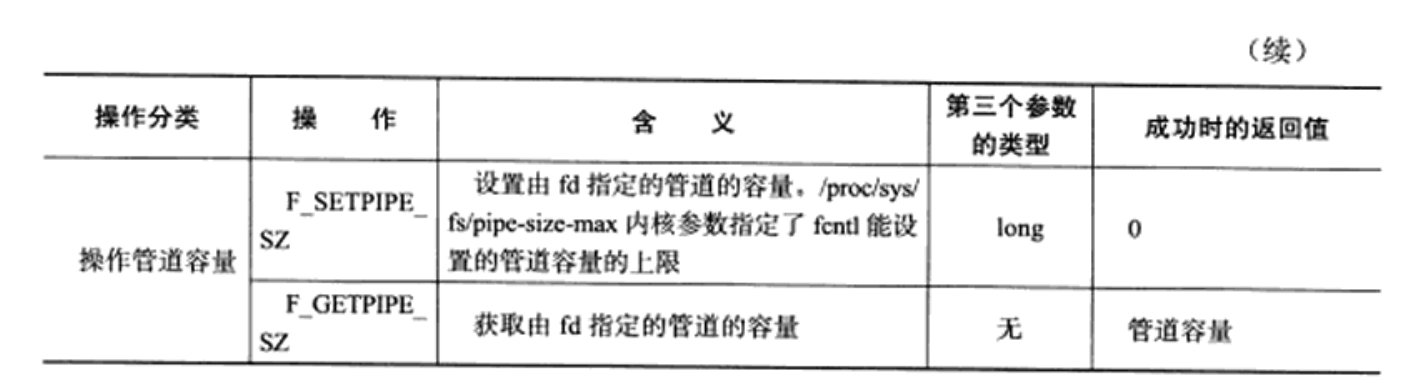 （续）
操作分类 操 作 含 义 第三个参数的类型 成功时的返回值
操作管道容量 F_SETPIPE_SZ 设置由 fd 指定的管道的容量。/proc/sys/
fs/pipe-size-max 内核参数指定了 fcntl 能设
置的管道容量的上限 long 0
F_GETPIPE_SZ 获取由 fd 指定的管道的容量 无 管道容量